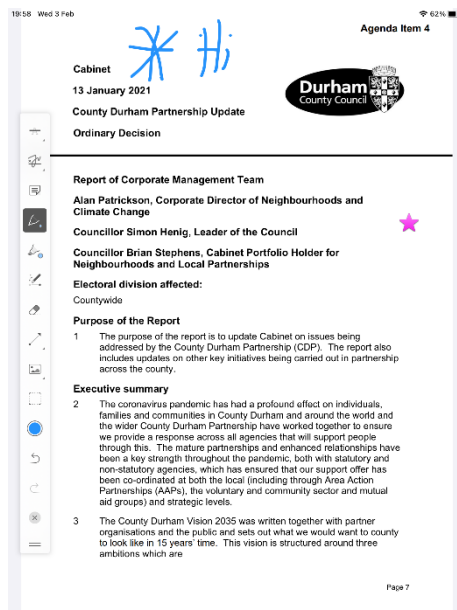 19:58 Wed 3 Feb 62%
Agenda Item 4
Hi
Cabinet
13 January 2021
County Durham Partnership Update
Ordinary Decision
Durham
County Council
Report of Corporate Management Team
Alan Patrickson, Corporate Director of Neighbourhoods and
Climate Change
Councillor Simon Henig, Leader of the Council
Councillor Brian Stephens, Cabinet Portfolio Holder for
Neighbourhoods and Local Partnerships
Electoral division affected:
Countywide
Purpose of the Report
1 The purpose of the report is to update Cabinet on issues being
addressed by the County Durham Partnership (CDP). The report also
includes updates on other key initiatives being carried out in partnership
across the county.
Executive summary
2 The coronavirus pandemic has had a profound effect on individuals,
families and communities in County Durham and around the world and
the wider County Durham Partnership have worked together to ensure
we provide a response across all agencies that will support people
through this. The mature partnerships and enhanced relationships have
been a key strength throughout the pandemic, both with statutory and
non-statutory agencies, which has ensured that our support offer has
been co-ordinated at both the local (including through Area Action
Partnerships (AAPs), the voluntary and community sector and mutual
aid groups) and strategic levels.
3 The County Durham Vision 2035 was written together with partner
organisations and the public and sets out what we would want to county
to look like in 15 years' time. This vision is structured around three
ambitions which are
Page 7